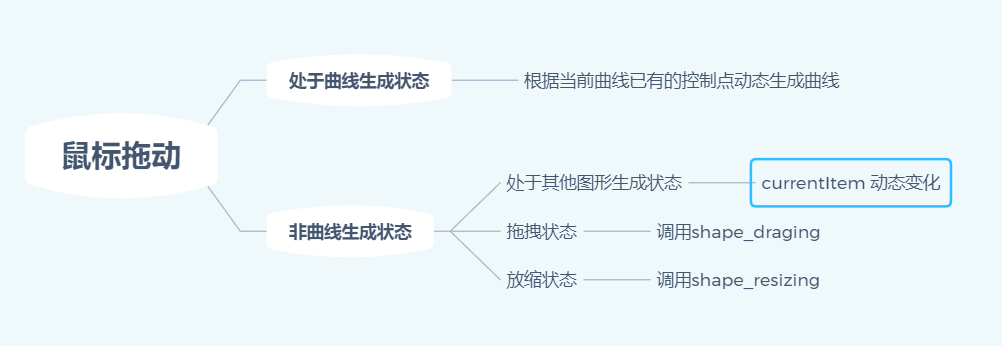 鼠标拖动
处于曲线生成状态
根据当前曲线已有的控制点动态生成曲线
非曲线生成状态
处于其他图形生成状态
currentItem 动态变化
拖拽状态
调用shape_draging
放缩状态
调用shape_resizing